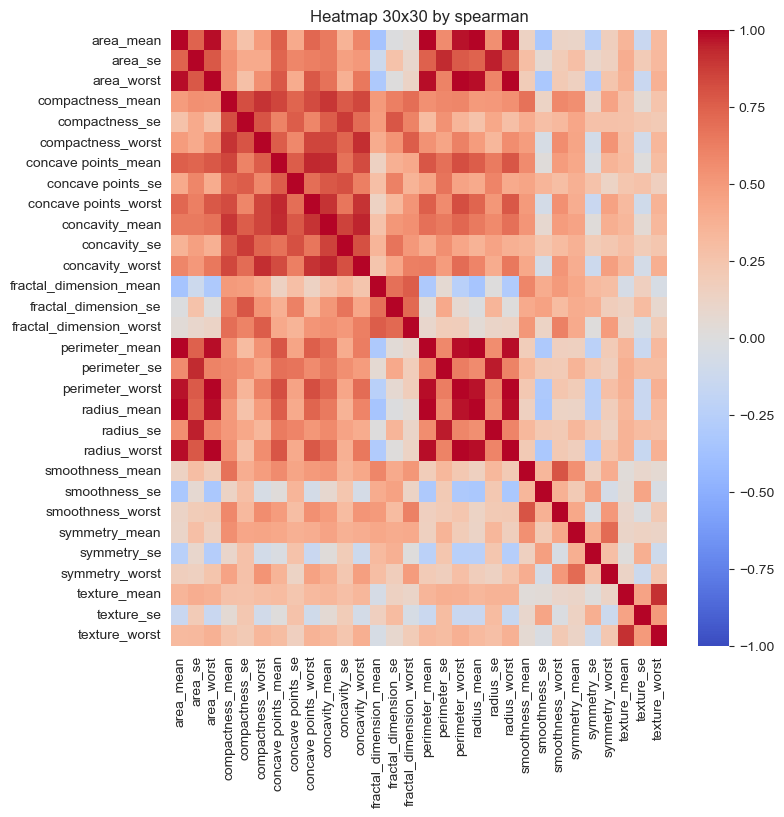 Heatmap 30x30 by spearman
area_mean
area_se
area_worst
compactness_mean
compactness_se
compactness_worst
concave points_mean
concave points_se
concave points_worst
concavity_mean
concavity_se
concavity_worst
fractal_dimension_mean
fractal_dimension_se
fractal_dimension_worst
perimeter_mean
perimeter_se
perimeter_worst
radius_mean
radius_se
radius_worst
smoothness_mean
smoothness_se
smoothness_worst
symmetry_mean
symmetry_se
symmetry_worst
texture_mean
texture_se
texture_worst
area_mean
area_se
area_worst
compactness_mean
compactness_se
compactness_worst
concave points_mean
concave points_se
concave points_worst
concavity_mean
concavity_se
concavity_worst
fractal_dimension_mean
fractal_dimension_se
fractal_dimension_worst
perimeter_mean
perimeter_se
perimeter_worst
radius_mean
radius_se
radius_worst
smoothness_mean
smoothness_se
smoothness_worst
symmetry_mean
symmetry_se
symmetry_worst
texture_mean
texture_se
texture_worst
1.00
0.75
0.50
0.25
0.00
−0.25
−0.50
−0.75
−1.00